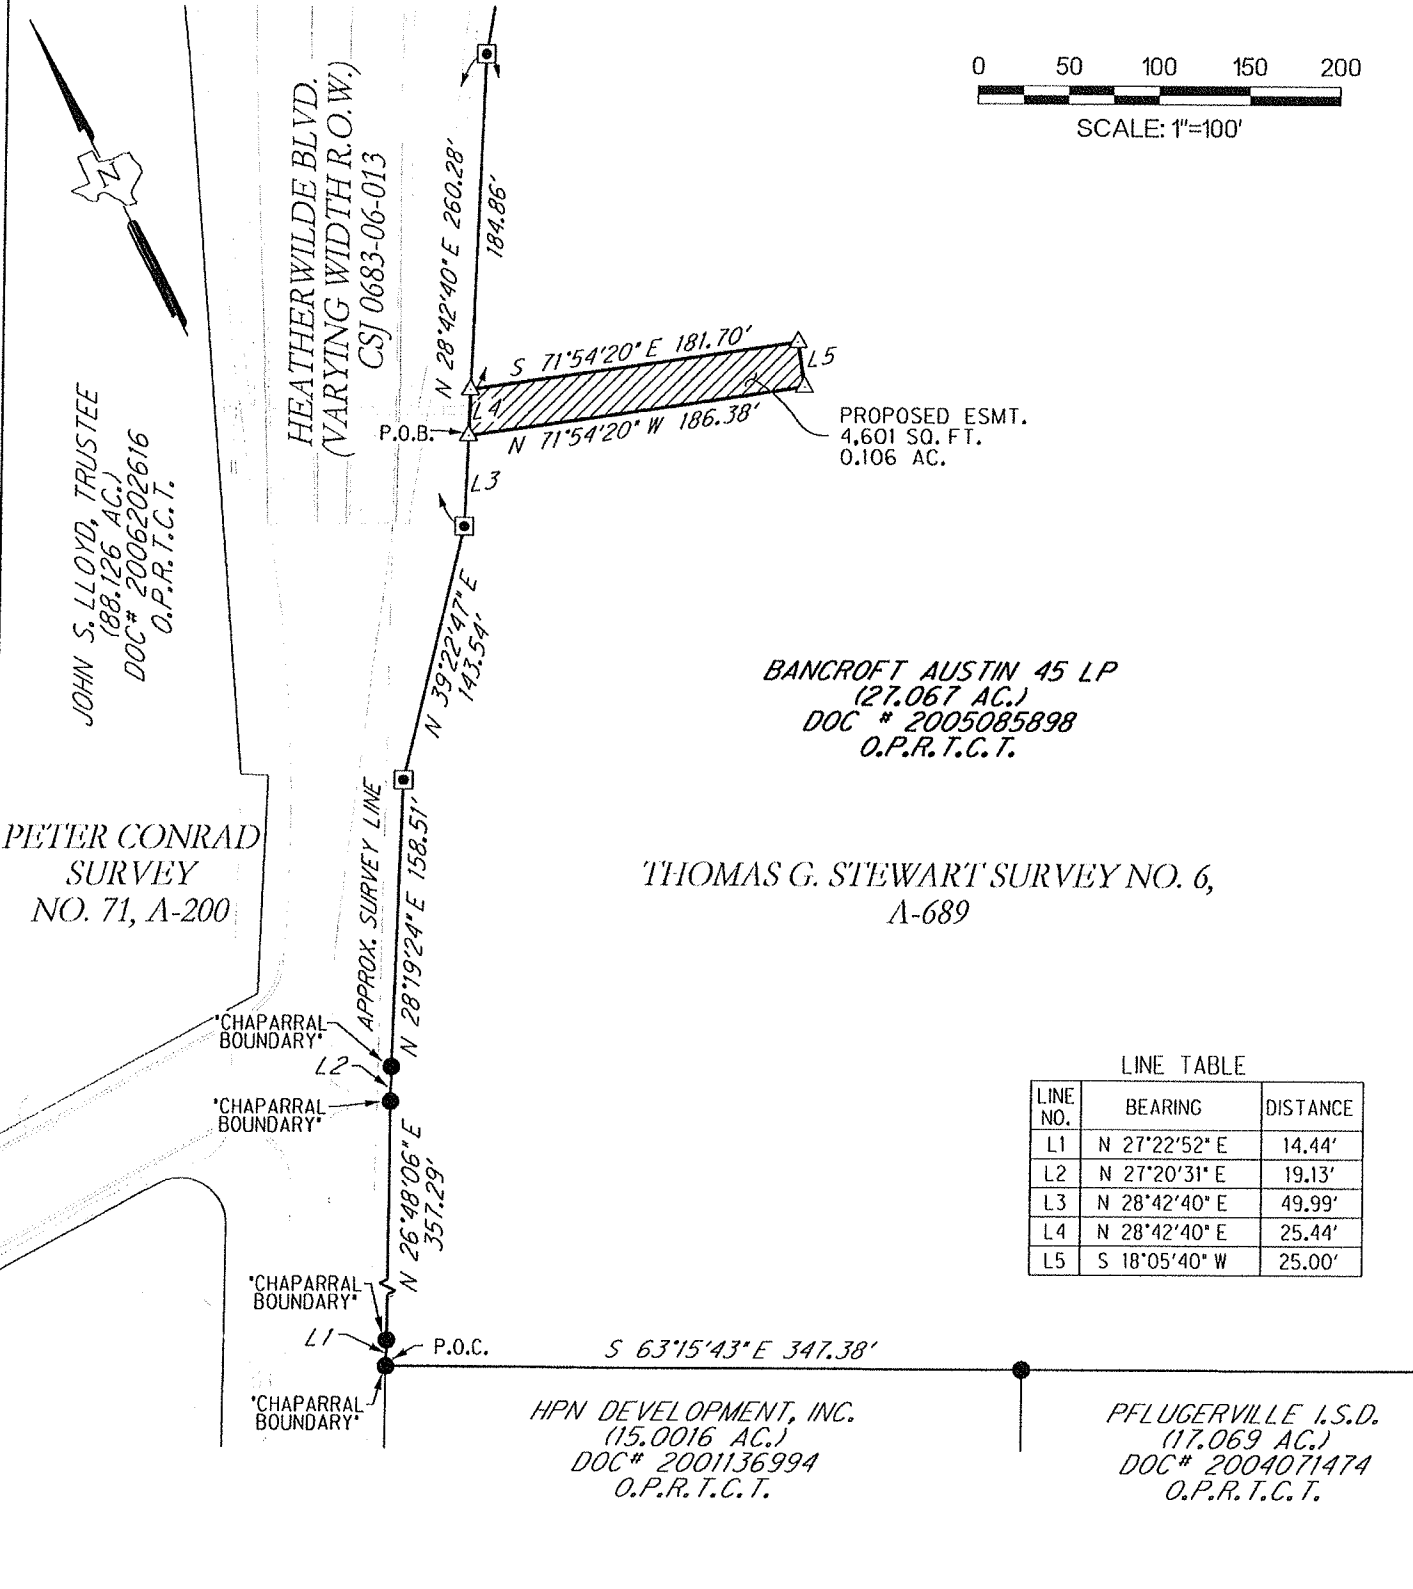 0 50 100 150 200
SCALE: 1"=100'
N
HEATHERWILDE BLVD.
(VARYING WIDTH R.O.W.)
CSJ 0683-06-013
N 28°42'40" E 260.28'
184.86'
S 71°54'20" E 181.70'
L5
L4
P.O.B.
N 71°54'20" W 186.38'
PROPOSED ESMT.
4,601 SQ. FT.
0.106 AC.
L3
JOHN S. LLOYD, TRUSTEE
(88.126 AC.)
DOC# 2006202616
O.P.R.T.C.T.
N 39°22'47" E
143.54'
BANCROFT AUSTIN 45 LP
(27.067 AC.)
DOC # 2005085898
O.P.R.T.C.T.
PETER CONRAD
SURVEY
NO. 71, A-200
APPROX. SURVEY LINE
N 28°19'24" E 158.51'
THOMAS G. STEWART SURVEY NO. 6,
A-689
"CHAPARRAL
BOUNDARY"
L2
"CHAPARRAL
BOUNDARY"
N 26°48'06" E
357.29'
LINE TABLE
LINE NO. BEARING DISTANCE
L1 N 27°22'52" E 14.44'
L2 N 27°20'31" E 19.13'
L3 N 28°42'40" E 49.99'
L4 N 28°42'40" E 25.44'
L5 S 18°05'40" W 25.00'
"CHAPARRAL
BOUNDARY"
L1
P.O.C.
S 63°15'43" E 347.38'
"CHAPARRAL
BOUNDARY"
HPN DEVELOPMENT, INC.
(15.0016 AC.)
DOC# 2001136994
O.P.R.T.C.T.
PFLUGERVILLE I.S.D.
(17.069 AC.)
DOC# 2004071474
O.P.R.T.C.T.